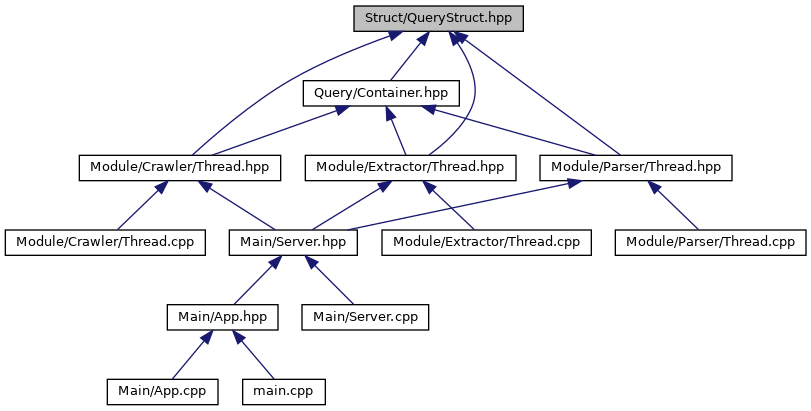 Struct/QueryStruct.hpp
Query/Container.hpp
Module/Crawler/Thread.hpp
Module/Extractor/Thread.hpp
Module/Parser/Thread.hpp
Module/Crawler/Thread.cpp
Main/Server.hpp
Module/Extractor/Thread.cpp
Module/Parser/Thread.cpp
Main/App.hpp
Main/Server.cpp
Main/App.cpp
main.cpp